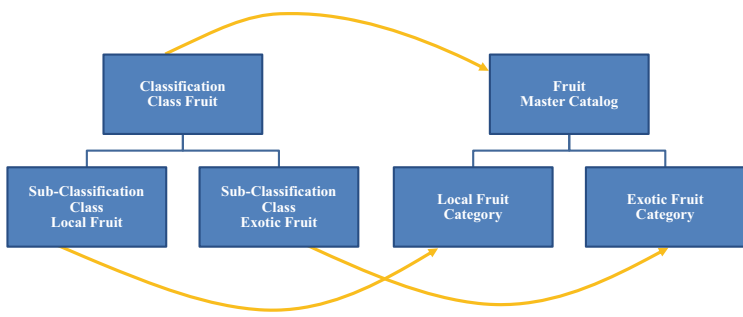 Classification
Class Fruit
Fruit
Master Catalog
Sub-Classification
Class
Local Fruit
Sub-Classification
Class
Exotic Fruit
Local Fruit
Category
Exotic Fruit
Category